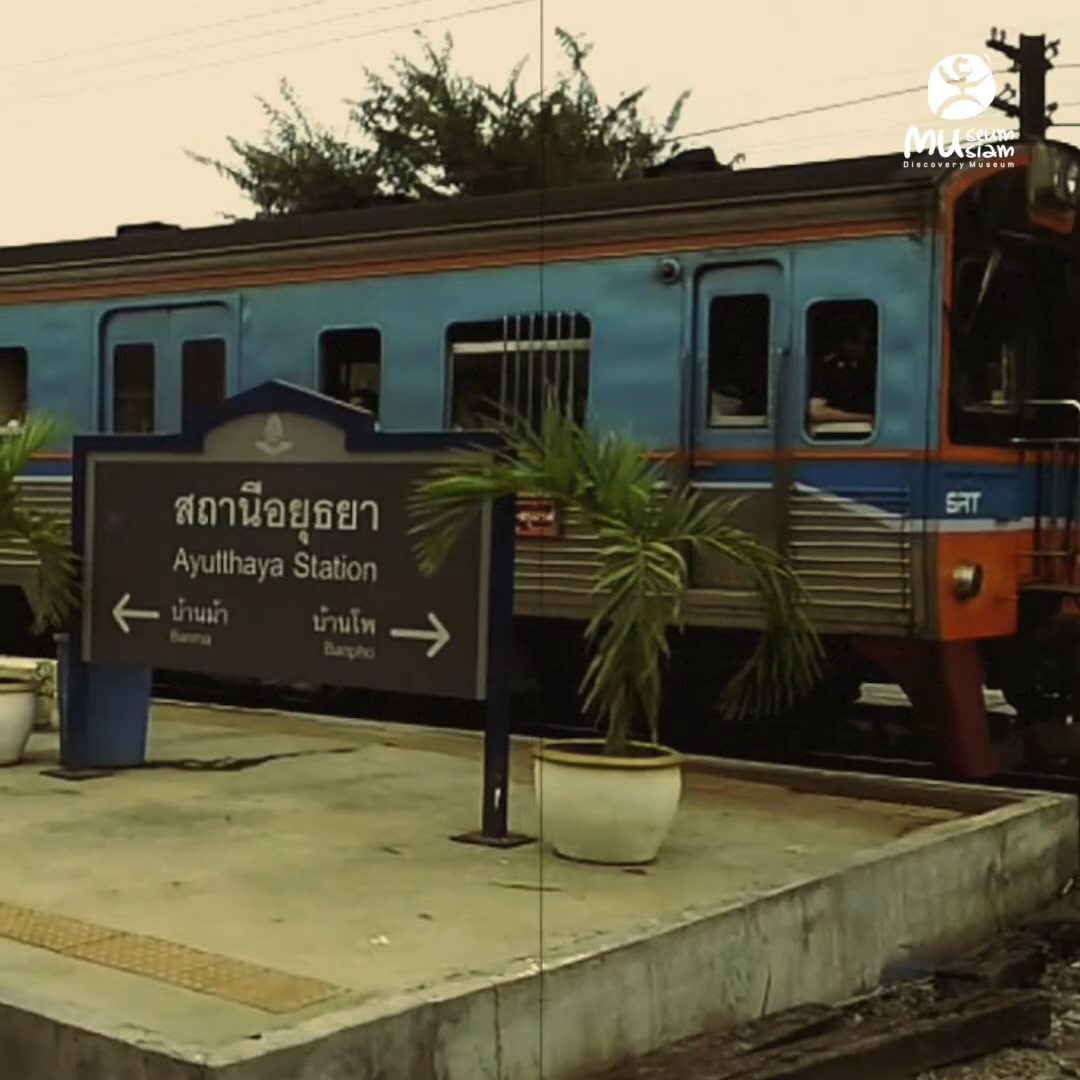 Museum Siam
Discovery Museum
สถานีอยุธยา
Ayutthaya Station
← บ้านม้า
Banma
บ้านโพ →
Banpho
SRT